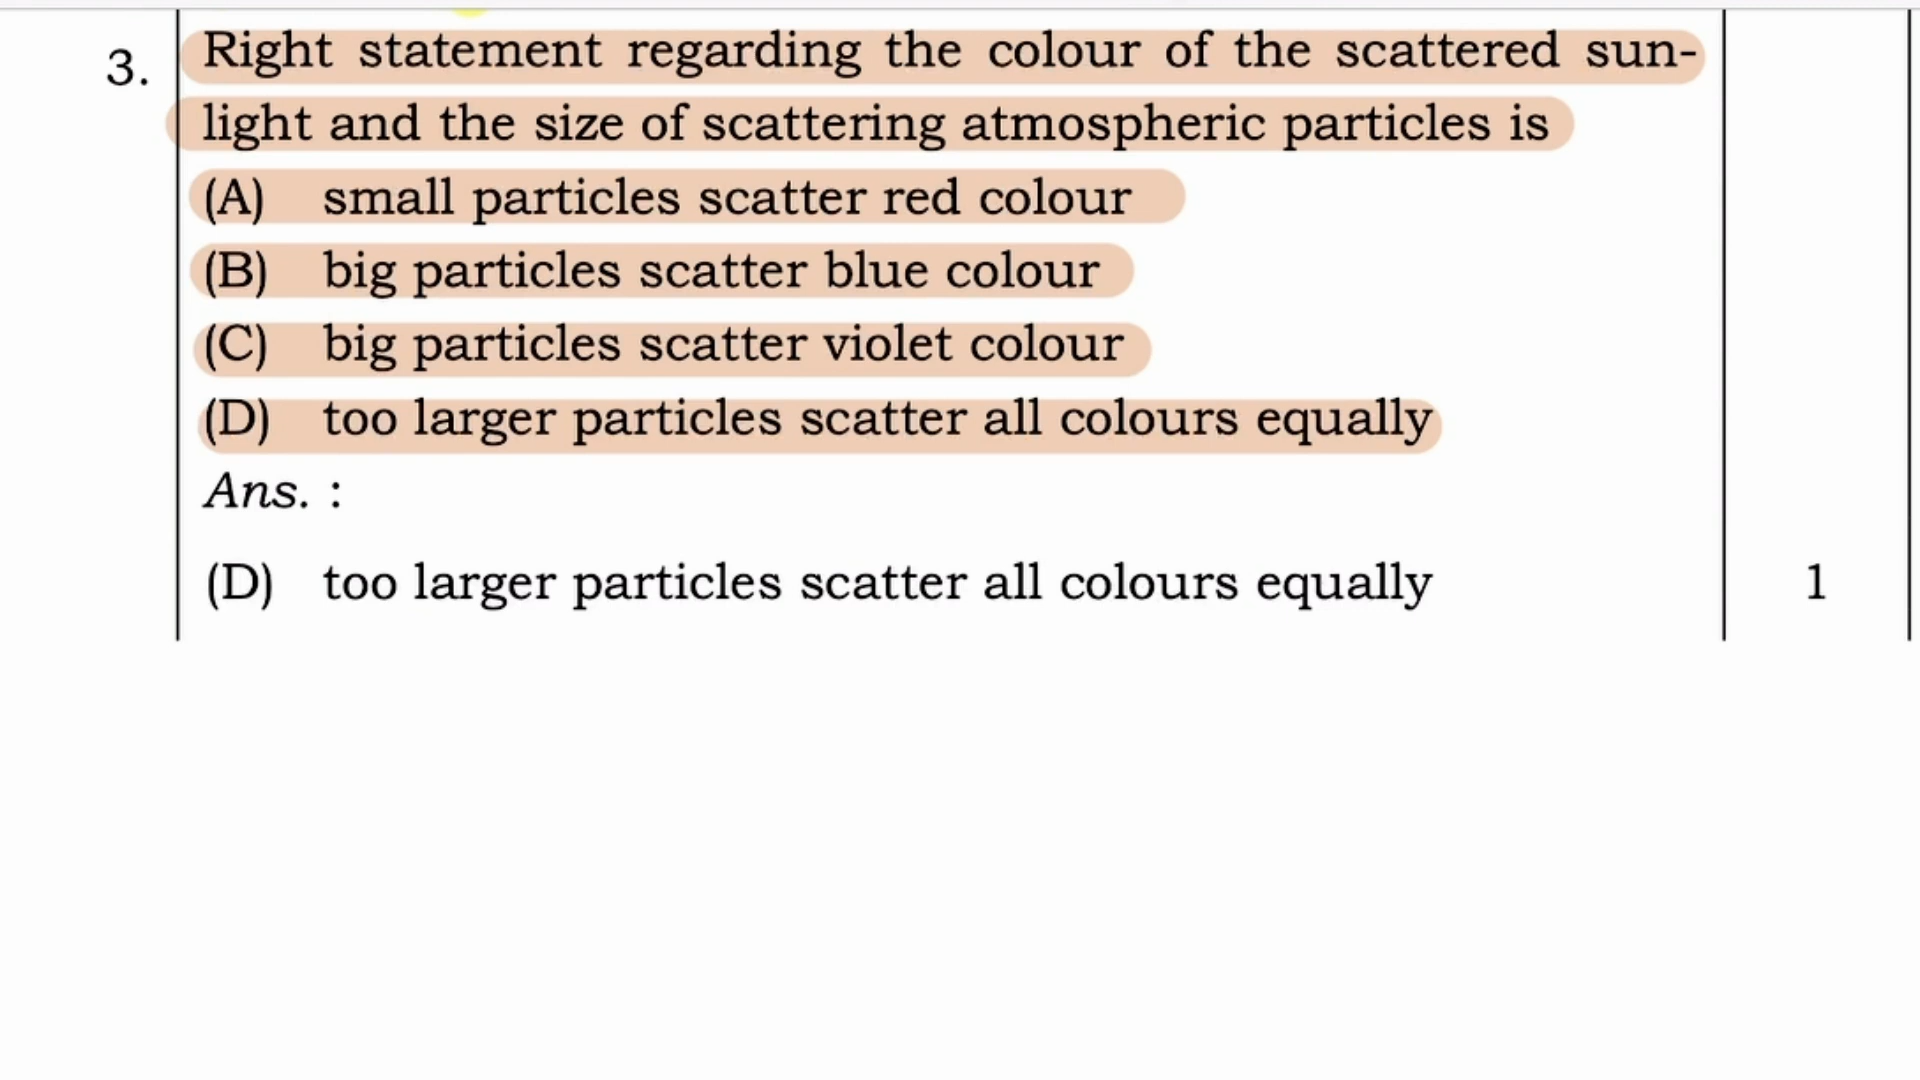 3. Right statement regarding the colour of the scattered sun-
light and the size of scattering atmospheric particles is
(A) small particles scatter red colour
(B) big particles scatter blue colour
(C) big particles scatter violet colour
(D) too larger particles scatter all colours equally
Ans. :
(D) too larger particles scatter all colours equally 1